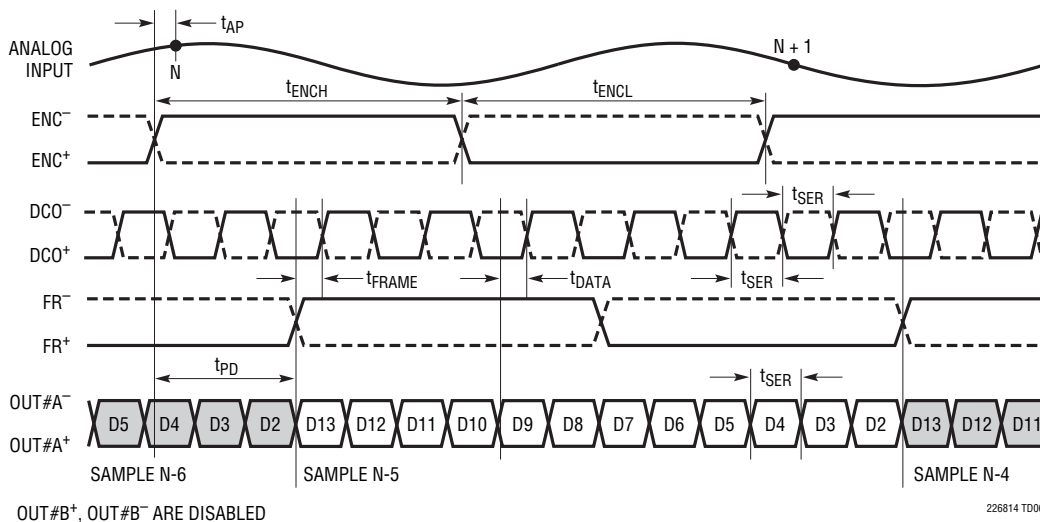 tAP
ANALOG INPUT
N
N + 1
tENCH
tENCL
ENC–
ENC+
DCO–
DCO+
tSER
tFRAME
tDATA
tSER
FR–
FR+
tPD
tSER
OUT#A–
OUT#A+
D5 D4 D3 D2 D13 D12 D11 D10 D9 D8 D7 D6 D5 D4 D3 D2 D13 D12 D11
SAMPLE N-6 SAMPLE N-5 SAMPLE N-4
OUT#B+, OUT#B– ARE DISABLED